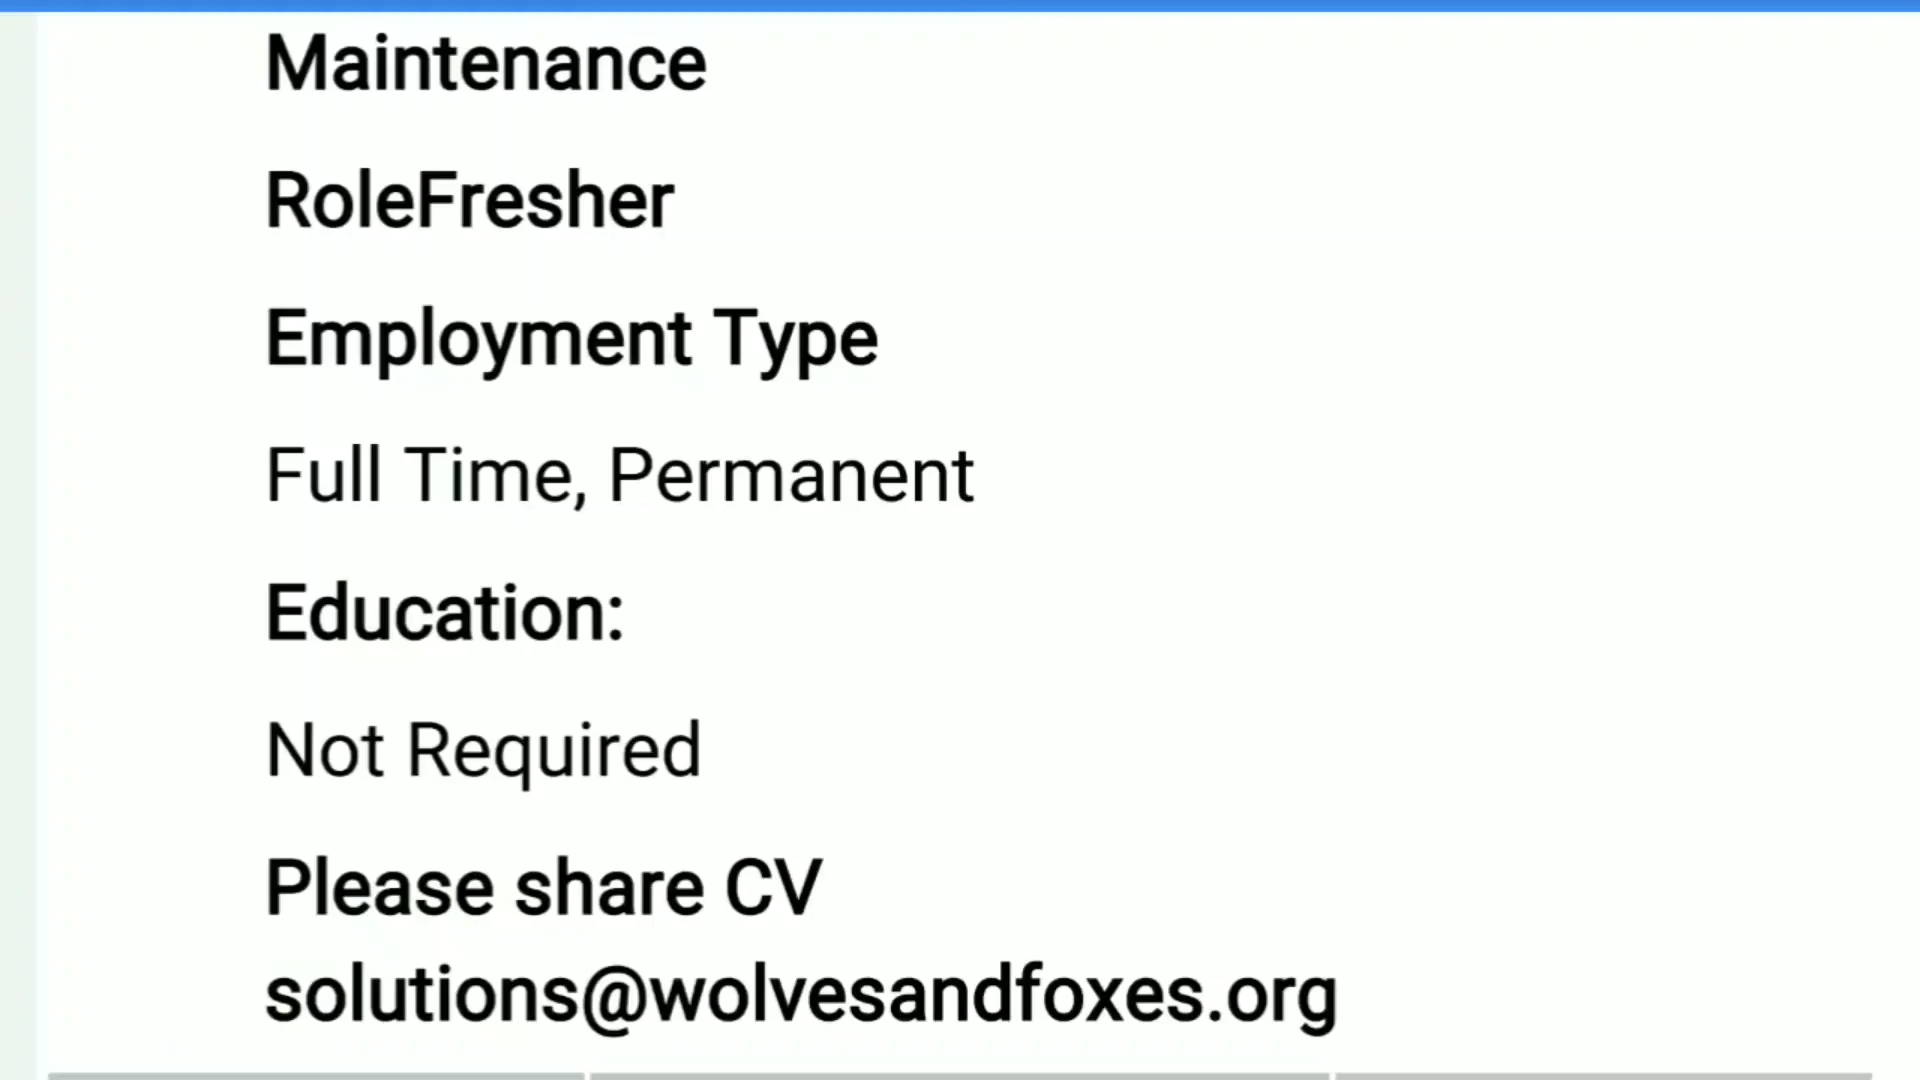 Maintenance
RoleFresher
Employment Type
Full Time, Permanent
Education:
Not Required
Please share CV
solutions@wolvesandfoxes.org